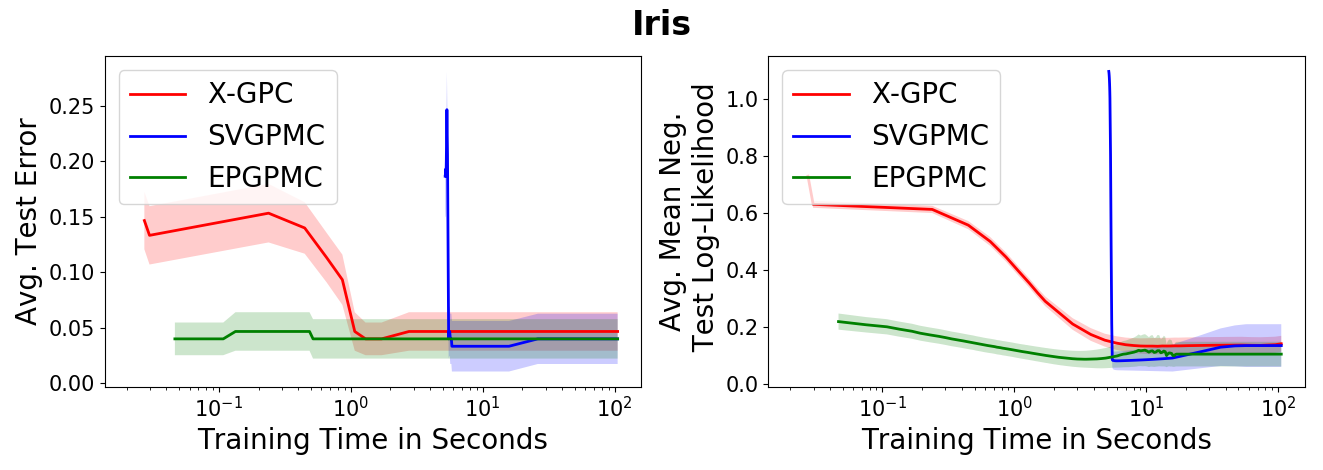 Iris
Avg. Test Error
0.25
0.20
0.15
0.10
0.05
0.00
X-GPC
SVGPMC
EPGPMC
10⁻¹ 10⁰ 10¹ 10²
Training Time in Seconds
Avg. Mean Neg.
Test Log-Likelihood
1.0
0.8
0.6
0.4
0.2
0.0
X-GPC
SVGPMC
EPGPMC
10⁻¹ 10⁰ 10¹ 10²
Training Time in Seconds